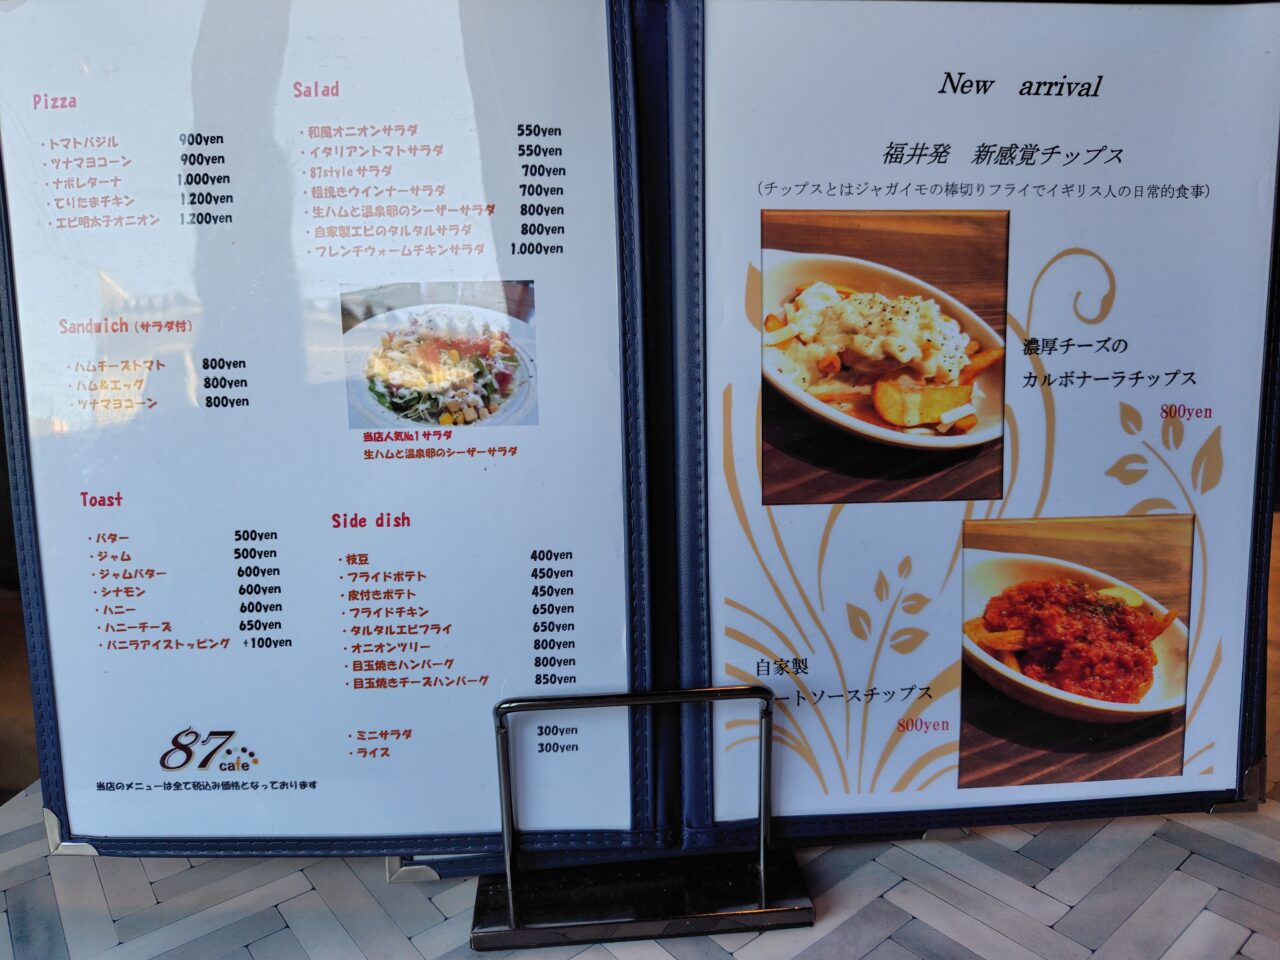 Pizza
・トマトバジル 900yen
・ツナマヨコーン 900yen
・ナポレターナ 1,000yen
・てりたまチキン 1,200yen
・エビ明太子オニオン 1,200yen
Sandwich (サラダ付)
・ハムチーズトマト 800yen
・ハム&エッグ 800yen
・ツナマヨコーン 800yen
Toast
・バター 500yen
・ジャム 500yen
・ジャムバター 600yen
・シナモン 600yen
・ハニー 600yen
・ハニーチーズ 650yen
・バニラアイストッピング +100yen
87 cafe
当店のメニューは全て税込み価格となっております
Salad
・和風オニオンサラダ 550yen
・イタリアントマトサラダ 550yen
・87styleサラダ 700yen
・粗挽きウインナーサラダ 700yen
・生ハムと温泉卵のシーザーサラダ 800yen
・自家製エビのタルタルサラダ 800yen
・フレンチウォームチキンサラダ 1,000yen
当店人気No.1サラダ
生ハムと温泉卵のシーザーサラダ
Side dish
・枝豆 400yen
・フライドポテト 450yen
・皮付きポテト 450yen
・フライドチキン 650yen
・タルタルエビフライ 650yen
・オニオンツリー 800yen
・目玉焼きハンバーグ 800yen
・目玉焼きチーズハンバーグ 850yen
・ミニサラダ 300yen
・ライス 300yen
New arrival
福井発 新感覚チップス
(チップスとはジャガイモの棒切りフライでイギリス人の日常的食事)
濃厚チーズの
カルボナーラチップス
800yen
自家製
ートソースチップス
800yen